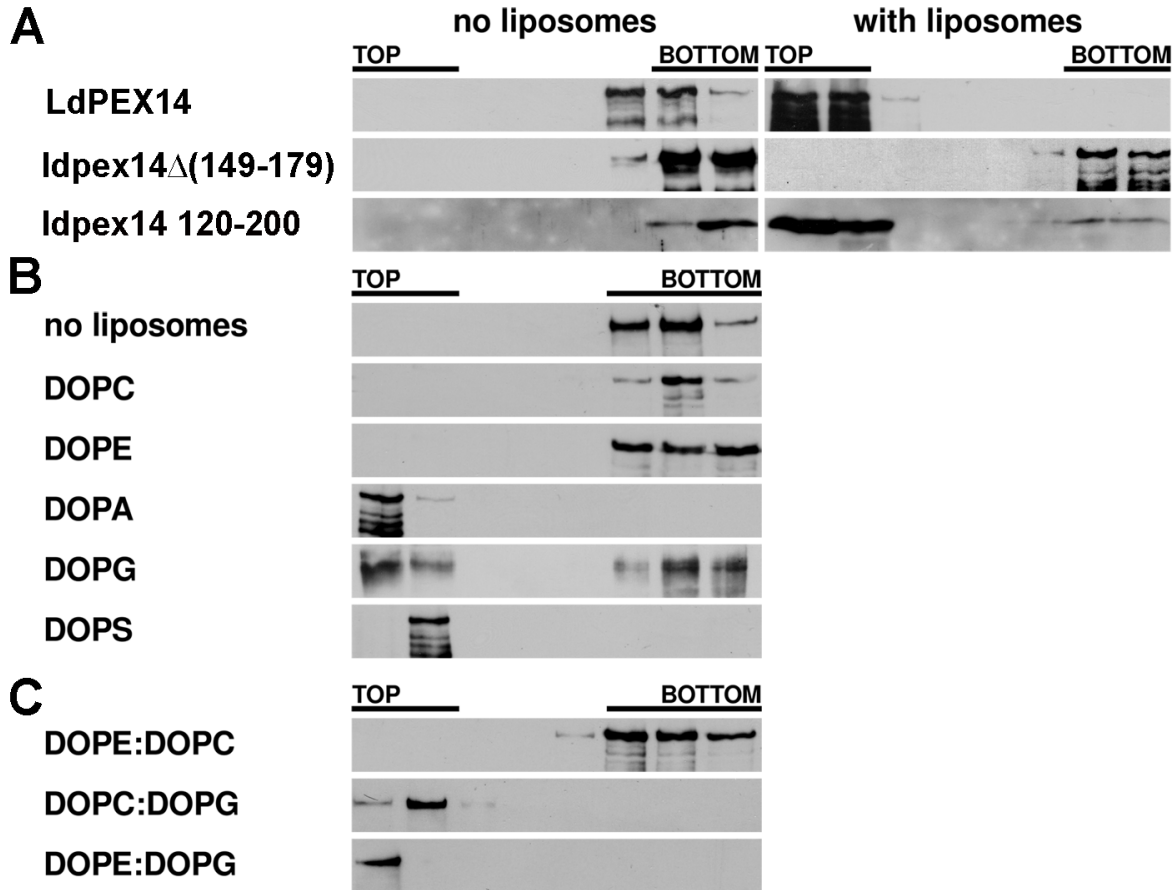 A
no liposomes with liposomes
TOP BOTTOM TOP BOTTOM
LdPEX14
ldpex14Δ(149-179)
ldpex14 120-200
B
TOP BOTTOM
no liposomes
DOPC
DOPE
DOPA
DOPG
DOPS
C
TOP BOTTOM
DOPE:DOPC
DOPC:DOPG
DOPE:DOPG